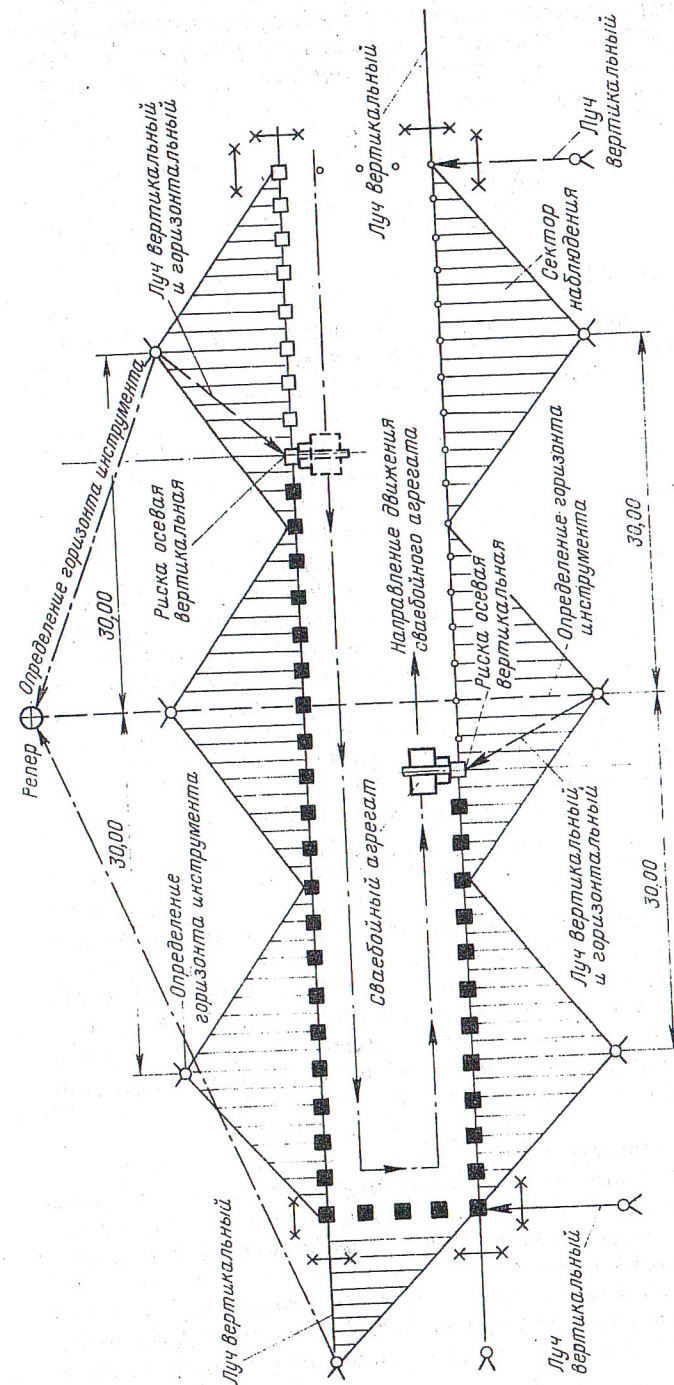 Репер
Определение горизонта инструмента
30,00
30,00
Луч вертикальный
и горизонтальный
Риска осевая
вертикальная
Определение
горизонта инструмента
Луч вертикальный
Сваебойный агрегат
Направление движения
сваебойного агрегата
Луч вертикальный
Риска осевая
вертикальная
Сектор
наблюдения
Луч
вертикальный
Определение горизонта
инструмента
Луч вертикальный
и горизонтальный
30,00
30,00
Луч
вертикальный